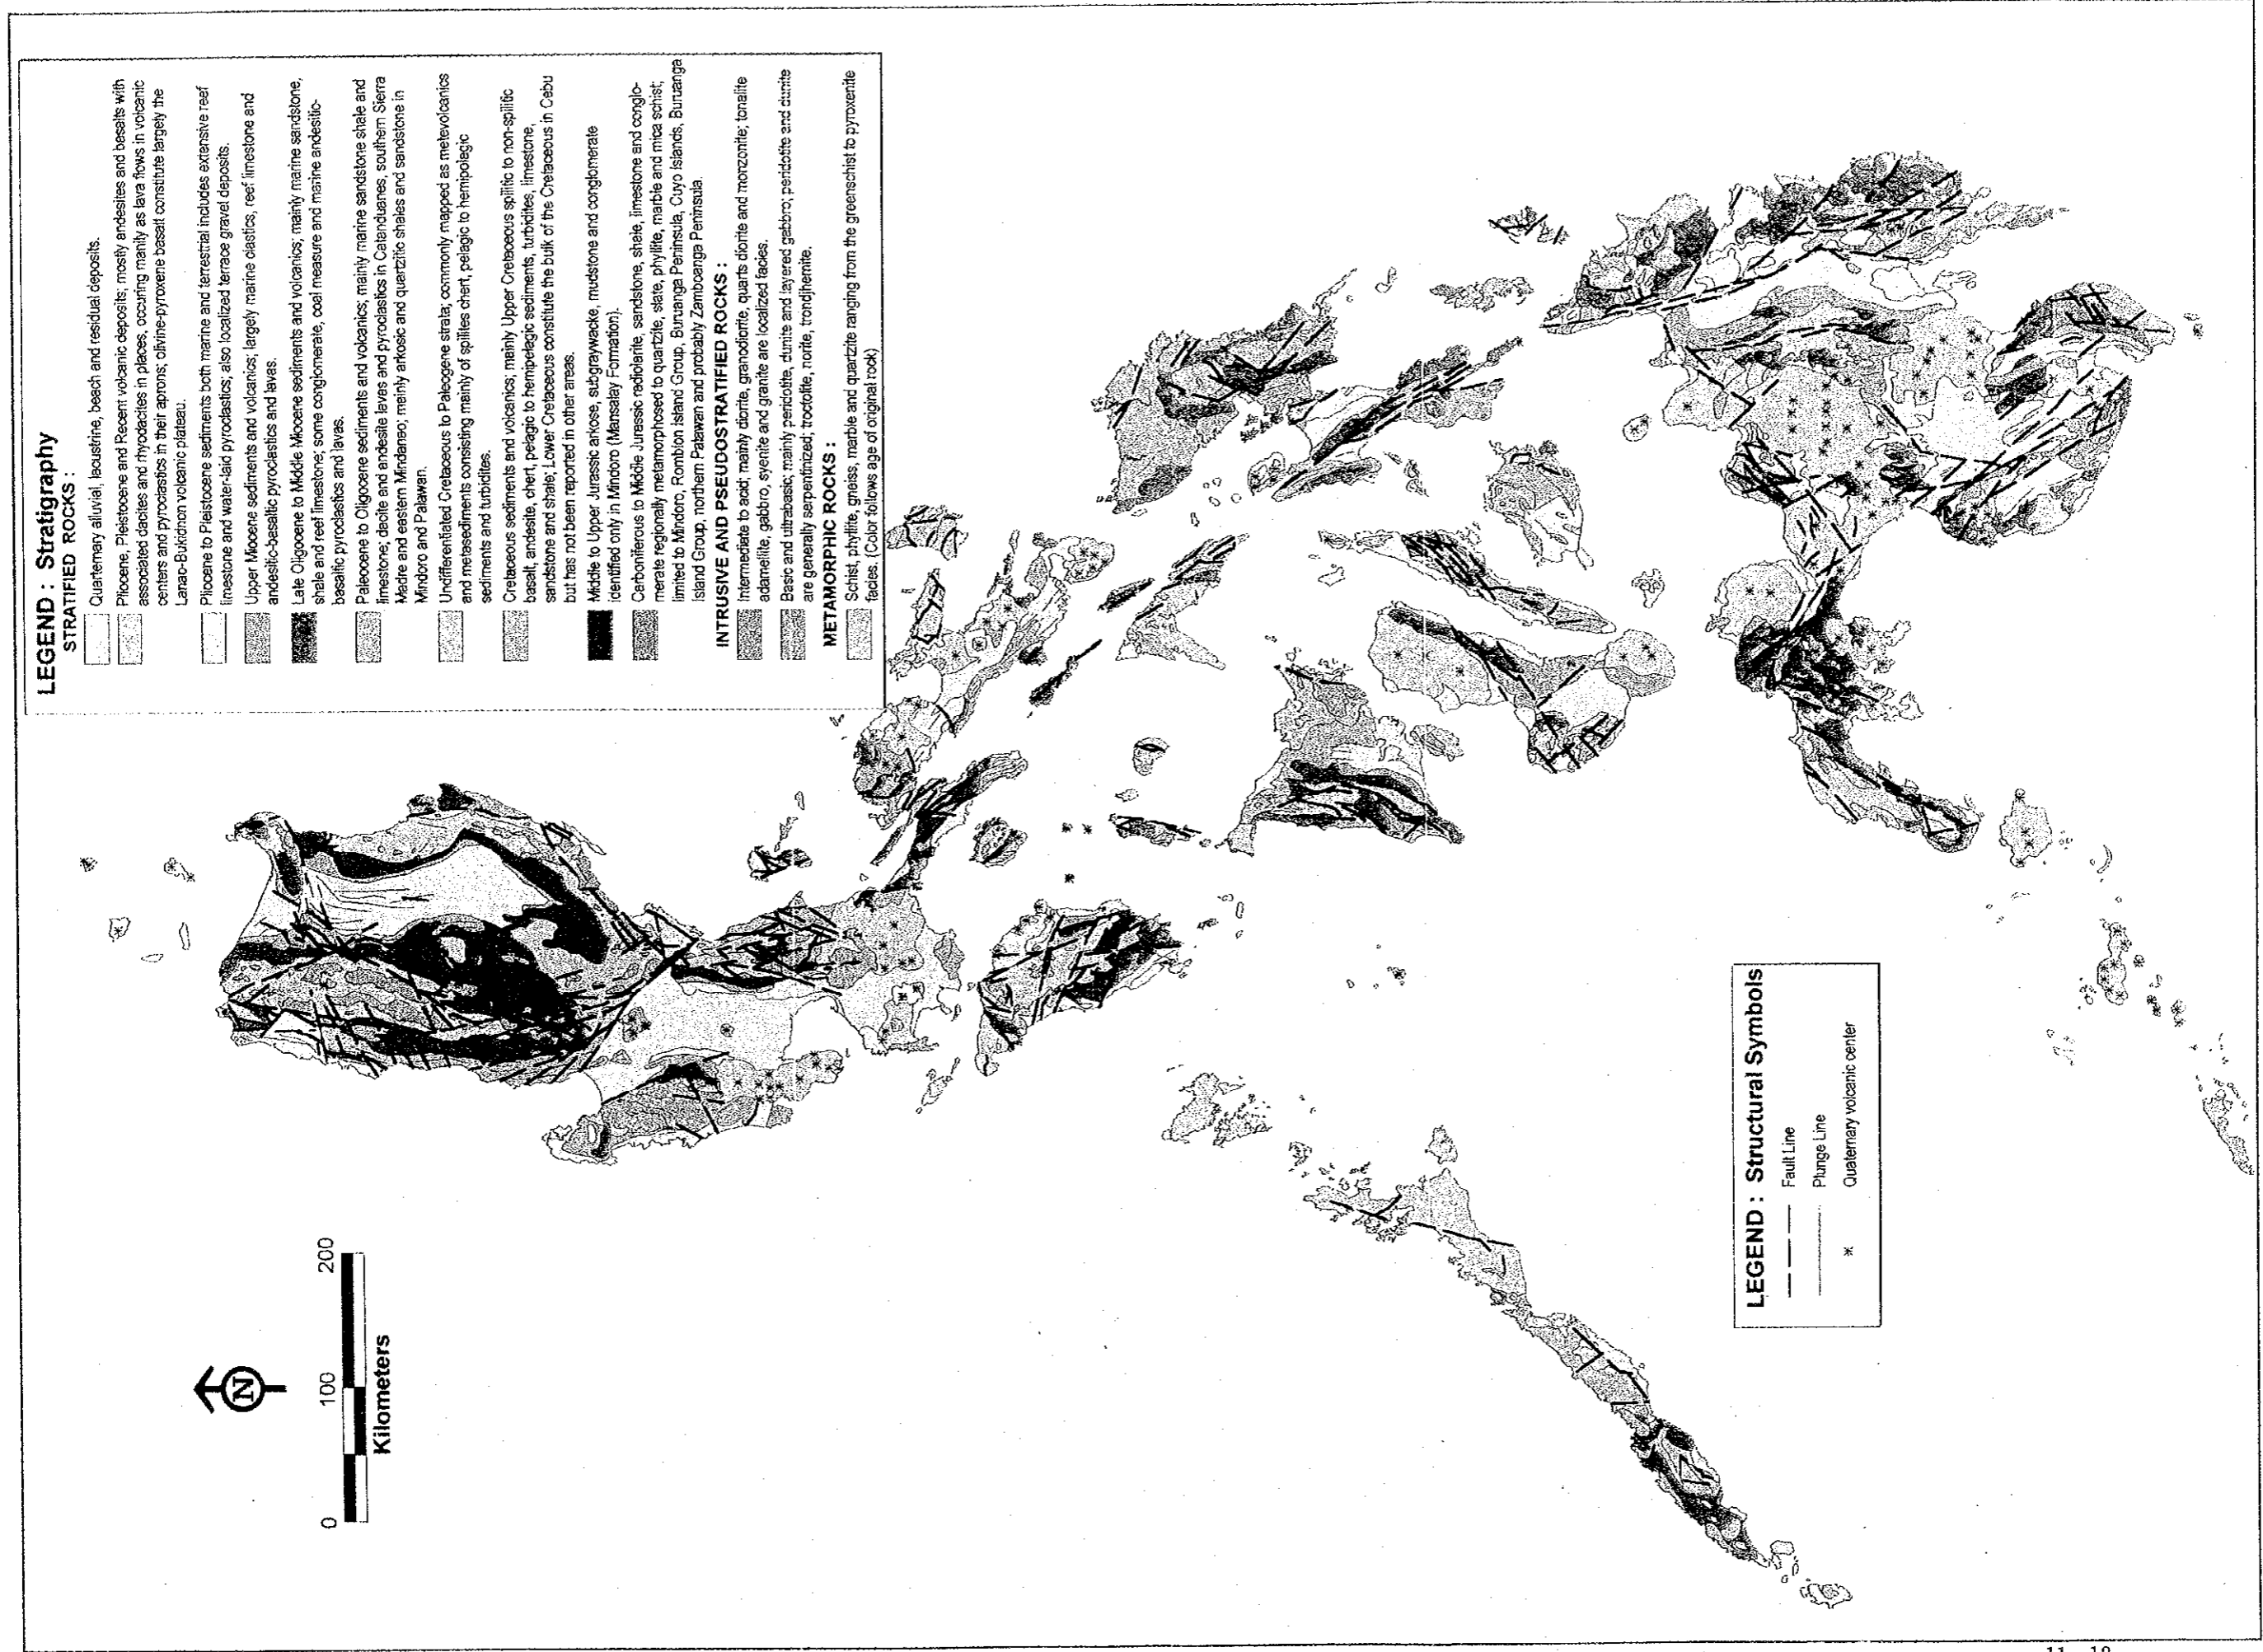 LEGEND : Stratigraphy
STRATIFIED ROCKS :
Quarternary alluvial, lacustrine, beach and residual deposits.
Pliocene, Pleistocene and Recent volcanic deposits; mostly andesites and basalts with
associated dacites and rhyodacites in places, occuring mainly as lava flows in volcanic
centers and pyroclastics in their aprons; olivine-pyroxene basalt constitute largely the
Lanao-Bukidnon volcanic plateau.
Pliocene to Pleistocene sediments both marine and terrestrial includes extensive reef
limestone and water-laid pyroclastics; also localized terrace gravel deposits.
Upper Miocene sediments and volcanics; largely marine clastics, reef limestone and
andesitic-basaltic pyroclastics and lavas.
Late Oligocene to Middle Miocene sediments and volcanics; mainly marine sandstone,
shale and reef limestone; some conglomerate, coal measure and marine andesitic-
basaltic pyroclastics and lavas.
Paleocene to Oligocene sediments and volcanics; mainly marine sandstone shale and
limestone; dacite and andesite lavas and pyroclastics in Catanduanes, southern Sierra
Madre and eastern Mindanao; mainly arkosic and quartzitic shales and sandstone in
Mindoro and Palawan.
Undifferentiated Cretaceous to Paleogene strata; commonly mapped as metevolcanics
and metasediments consisting mainly of spilites chert, pelagic to hemipelagic
sediments and turbidites.
Cretaceous sediments and volcanics; mainly Upper Cretaceous spilitic to non-spilitic
basalt, andesite, chert, pelagic to hemipelagic sediments, turbidites, limestone,
sandstone and shale; Lower Cretaceous constitute the bulk of the Cretaceous in Cebu
but has not been reported in other areas.
Middle to Upper Jurassic arkose, subgraywacke, mudstone and conglomerate
identified only in Mindoro (Mansalay Formation).
Carboniferous to Middle Jurassic radiolarite, sandstone, shale, limestone and conglo-
merate regionally metamorphosed to quartzite, slate, phyllite, marble and mica schist;
limited to Mindoro, Romblon Island Group, Buruanga Peninsula, Cuyo Islands, Buruanga
Island Group, northern Palawan and probably Zamboanga Peninsula.
INTRUSIVE AND PSEUDOSTRATIFIED ROCKS :
Intermediate to acid; mainly diorite, granodiorite, quarts diorite and monzonite; tonalite
adamellite, gabbro, syenite and granite are localized facies.
Basic and ultrabasic; mainly peridotite, dunite and layered gabbro; peridotite and dunite
are generally serpentinized; troctolite, norite, trondjhemite.
METAMORPHIC ROCKS :
Schist, phyllite, gneiss, marble and quartzite ranging from the greenschist to pyroxenite
facies. (Color follows age of original rock)
N
0 100 200
Kilometers
LEGEND : Structural Symbols
Fault Line
Plunge Line
Quaternary volcanic center